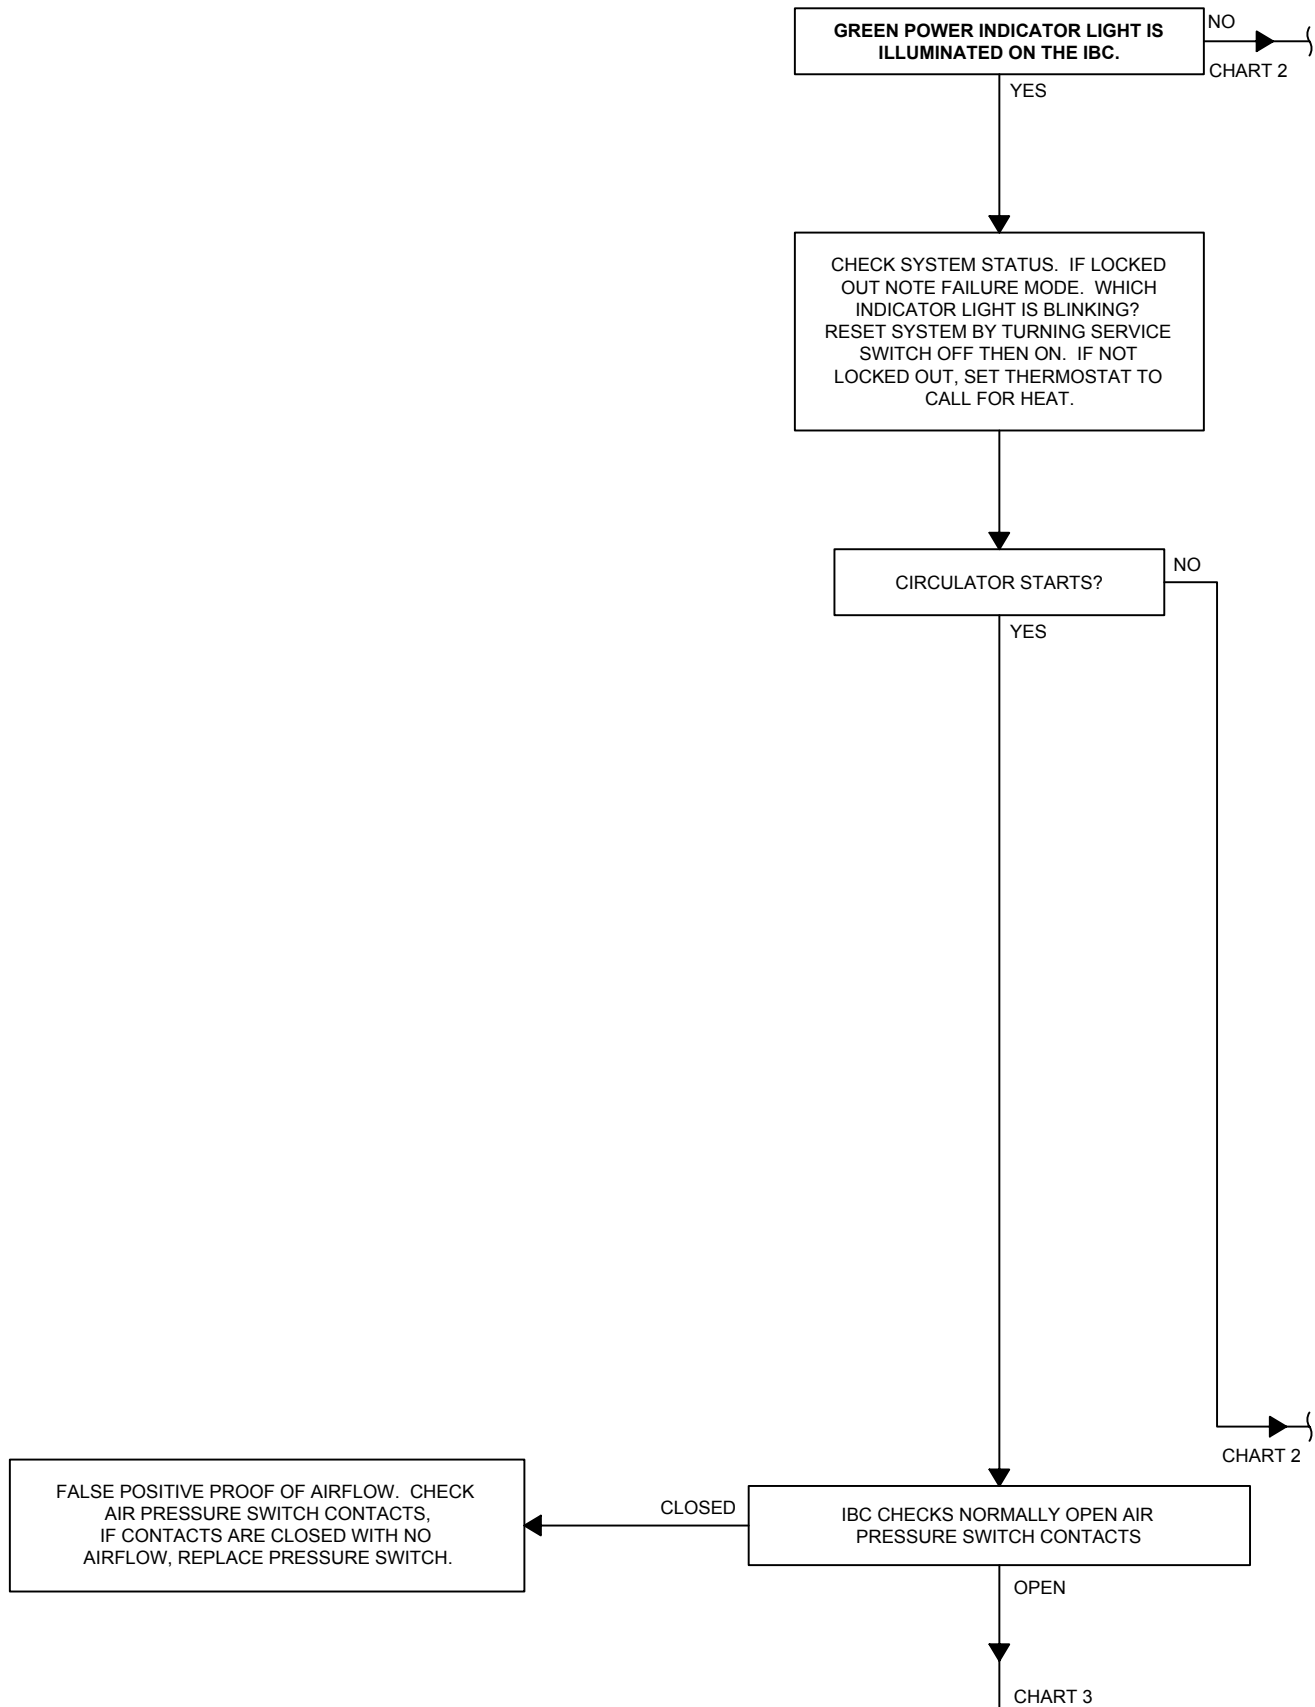 GREEN POWER INDICATOR LIGHT IS
ILLUMINATED ON THE IBC.
NO
CHART 2
YES
CHECK SYSTEM STATUS. IF LOCKED
OUT NOTE FAILURE MODE. WHICH
INDICATOR LIGHT IS BLINKING?
RESET SYSTEM BY TURNING SERVICE
SWITCH OFF THEN ON. IF NOT
LOCKED OUT, SET THERMOSTAT TO
CALL FOR HEAT.
CIRCULATOR STARTS?
NO
YES
CHART 2
IBC CHECKS NORMALLY OPEN AIR
PRESSURE SWITCH CONTACTS
CLOSED
FALSE POSITIVE PROOF OF AIRFLOW. CHECK
AIR PRESSURE SWITCH CONTACTS,
IF CONTACTS ARE CLOSED WITH NO
AIRFLOW, REPLACE PRESSURE SWITCH.
OPEN
CHART 3